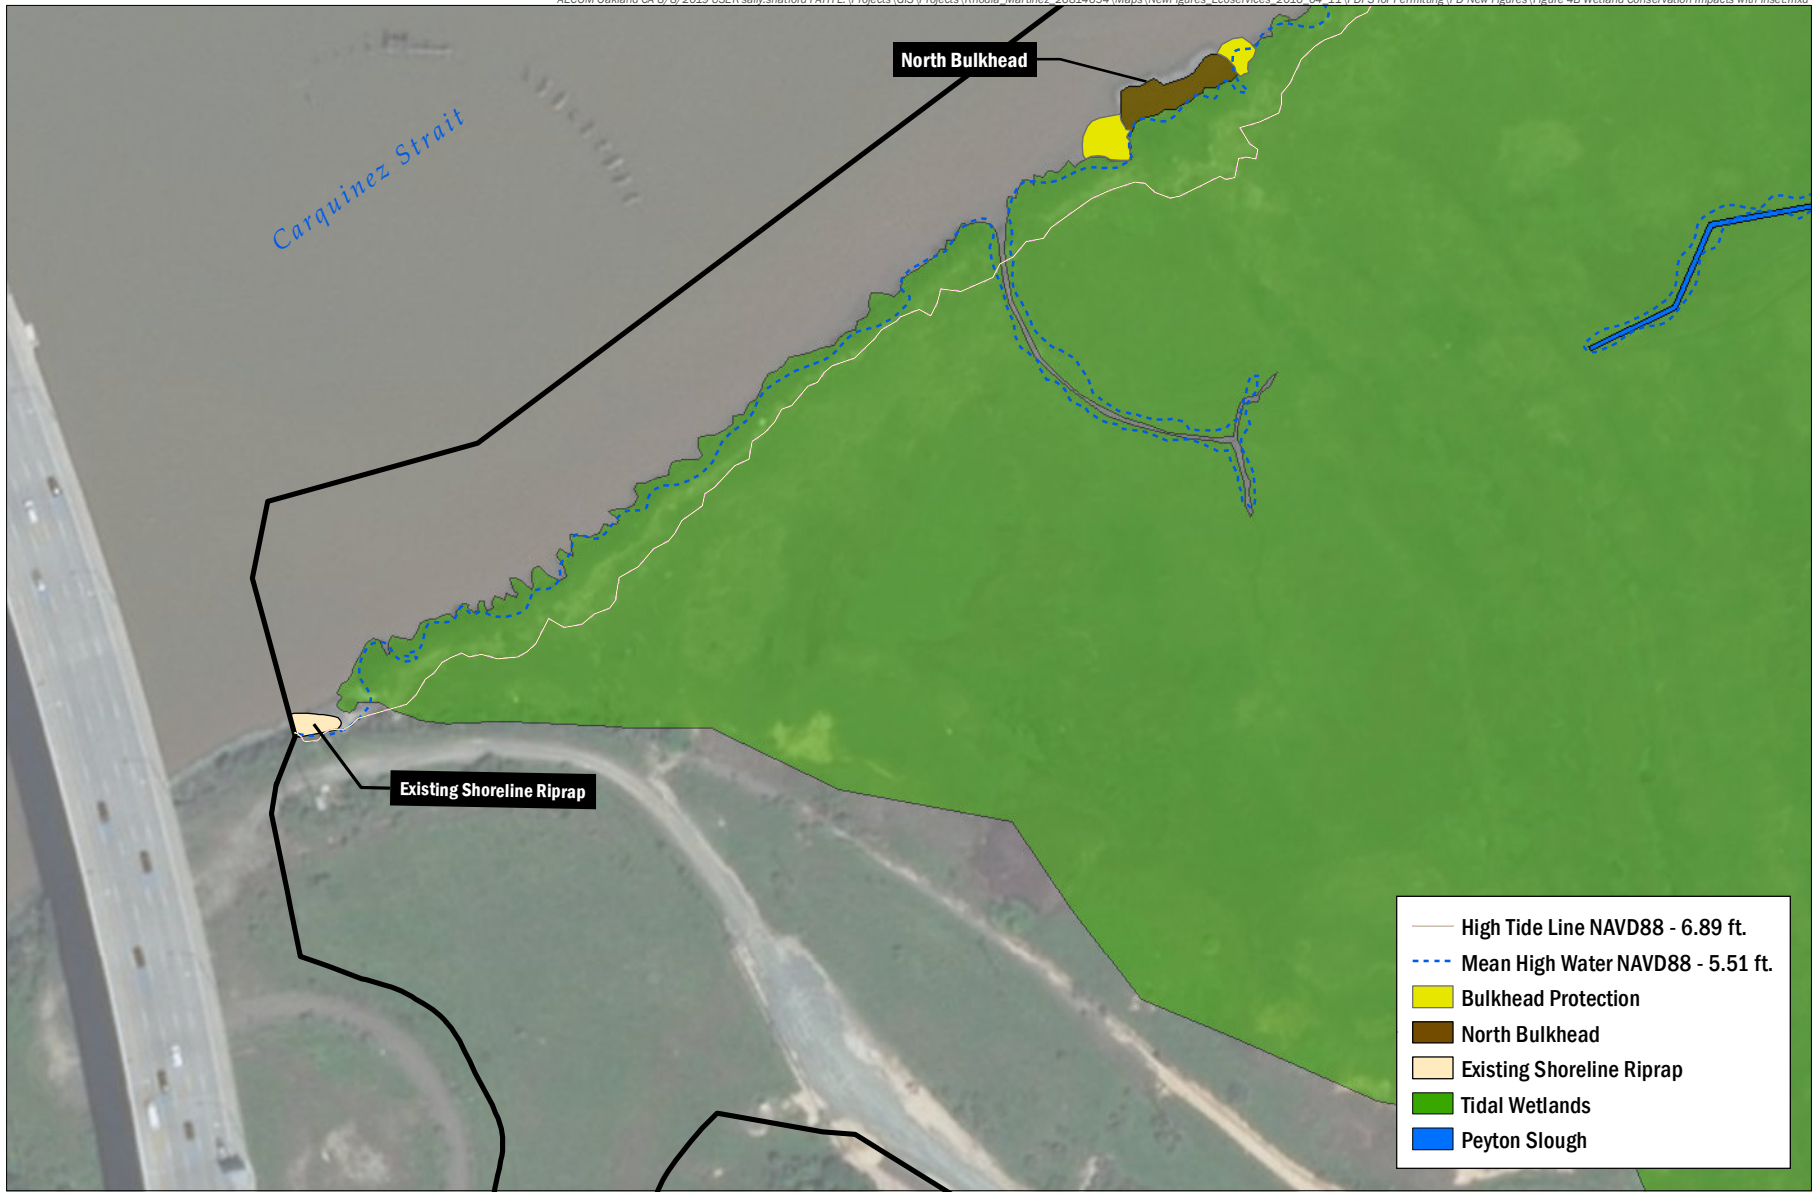 North Bulkhead
Carquinez Strait
Existing Shoreline Riprap
High Tide Line NAVD88 - 6.89 ft.
Mean High Water NAVD88 - 5.51 ft.
Bulkhead Protection
North Bulkhead
Existing Shoreline Riprap
Tidal Wetlands
Peyton Slough